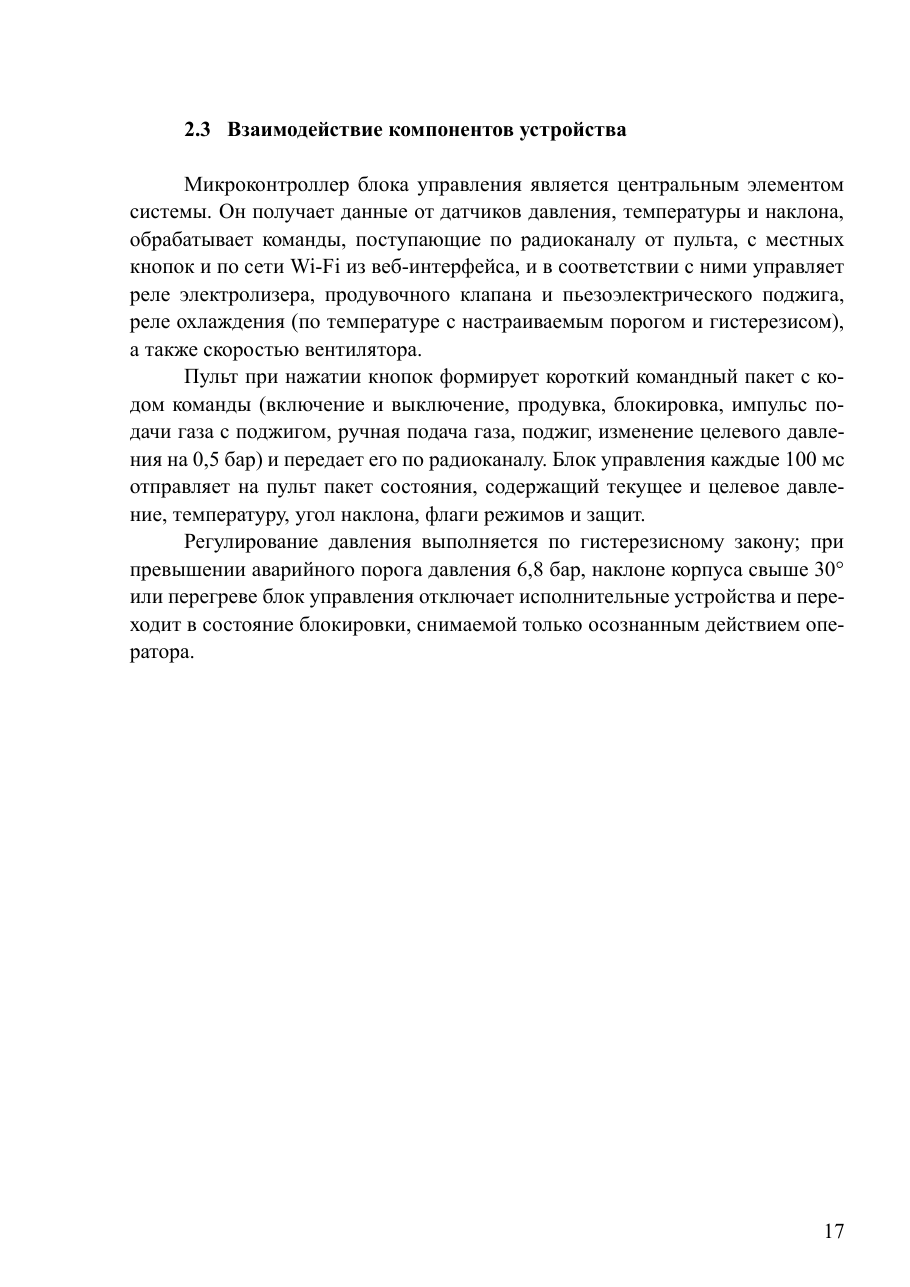 2.3 Взаимодействие компонентов устройства
Микроконтроллер блока управления является центральным элементом
системы. Он получает данные от датчиков давления, температуры и наклона,
обрабатывает команды, поступающие по радиоканалу от пульта, с местных
кнопок и по сети Wi-Fi из веб-интерфейса, и в соответствии с ними управляет
реле электролизера, продувочного клапана и пьезоэлектрического поджига,
реле охлаждения (по температуре с настраиваемым порогом и гистерезисом),
а также скоростью вентилятора.
Пульт при нажатии кнопок формирует короткий командный пакет с ко-
дом команды (включение и выключение, продувка, блокировка, импульс по-
дачи газа с поджигом, ручная подача газа, поджиг, изменение целевого давле-
ния на 0,5 бар) и передает его по радиоканалу. Блок управления каждые 100 мс
отправляет на пульт пакет состояния, содержащий текущее и целевое давле-
ние, температуру, угол наклона, флаги режимов и защит.
Регулирование давления выполняется по гистерезисному закону; при
превышении аварийного порога давления 6,8 бар, наклоне корпуса свыше 30°
или перегреве блок управления отключает исполнительные устройства и пере-
ходит в состояние блокировки, снимаемой только осознанным действием опе-
ратора.
17